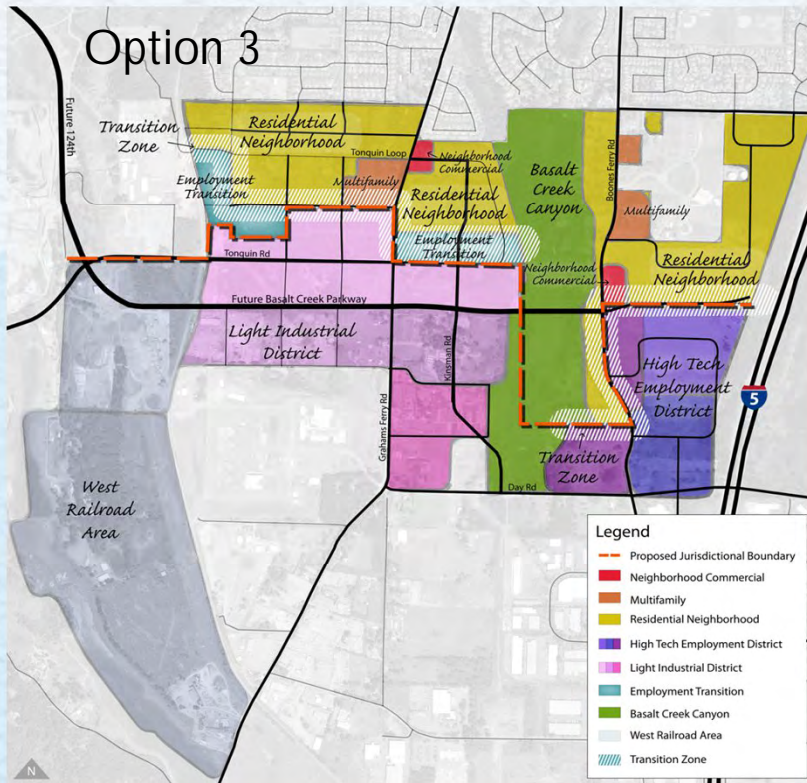 Option 3
Future 124th
Transition
Zone
Residential
Neighborhood
Tonquin Loop
Employment
Transition
Multifamily
Neighborhood
Commercial
Residential
Neighborhood
Employment
Transition
Basalt
Creek
Canyon
Boones Ferry Rd
Multifamily
Residential
Neighborhood
Neighborhood
Commercial
Tonquin Rd
Future Basalt Creek Parkway
Light Industrial
District
Kinsman Rd
Grahams Ferry Rd
High Tech
Employment
District
5
Transition
Zone
Day Rd
West
Railroad
Area
Legend
Proposed Jurisdictional Boundary
Neighborhood Commercial
Multifamily
Residential Neighborhood
High Tech Employment District
Light Industrial District
Employment Transition
Basalt Creek Canyon
West Railroad Area
Transition Zone
N